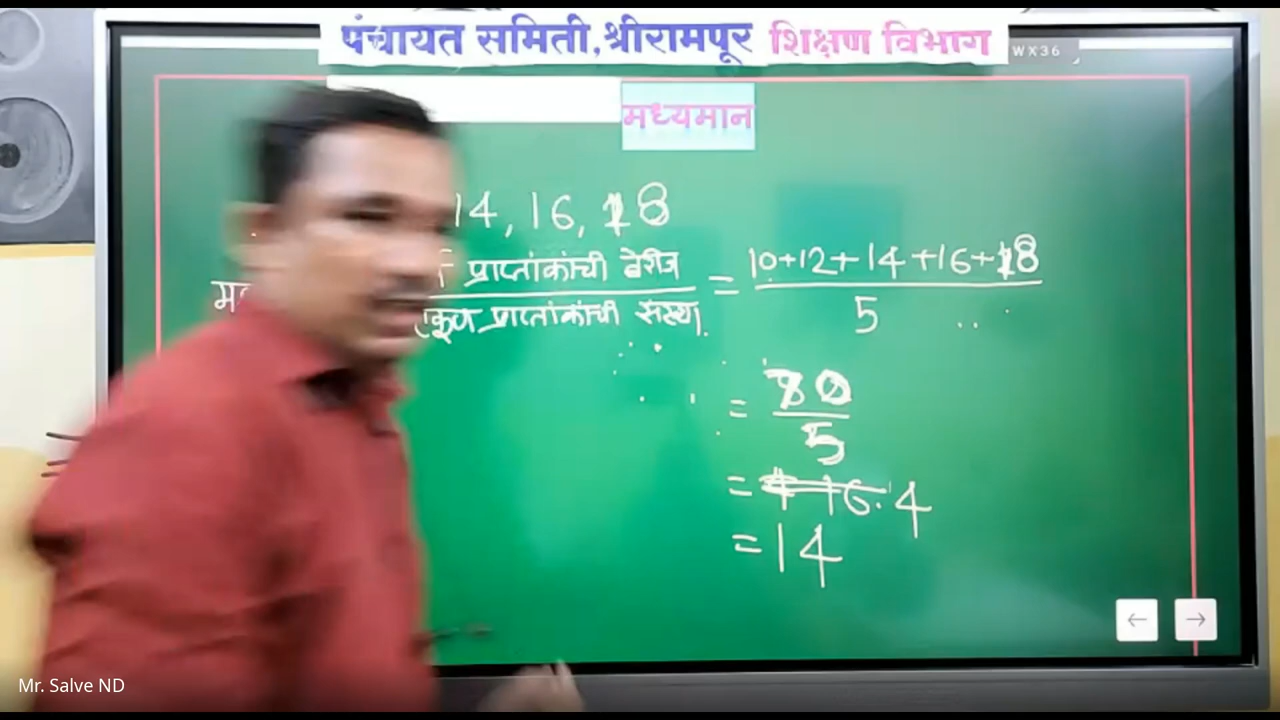 पंचायत समिती,श्रीरामपूर शिक्षण विभाग
WX36
मध्यमान
14, 16, 18
प्राप्तांकांची बेरीज = 10+12+14+16+18
एकूण प्राप्तांकांची संख्या. 5
= 70
5
= 16.4
= 14
Mr. Salve ND